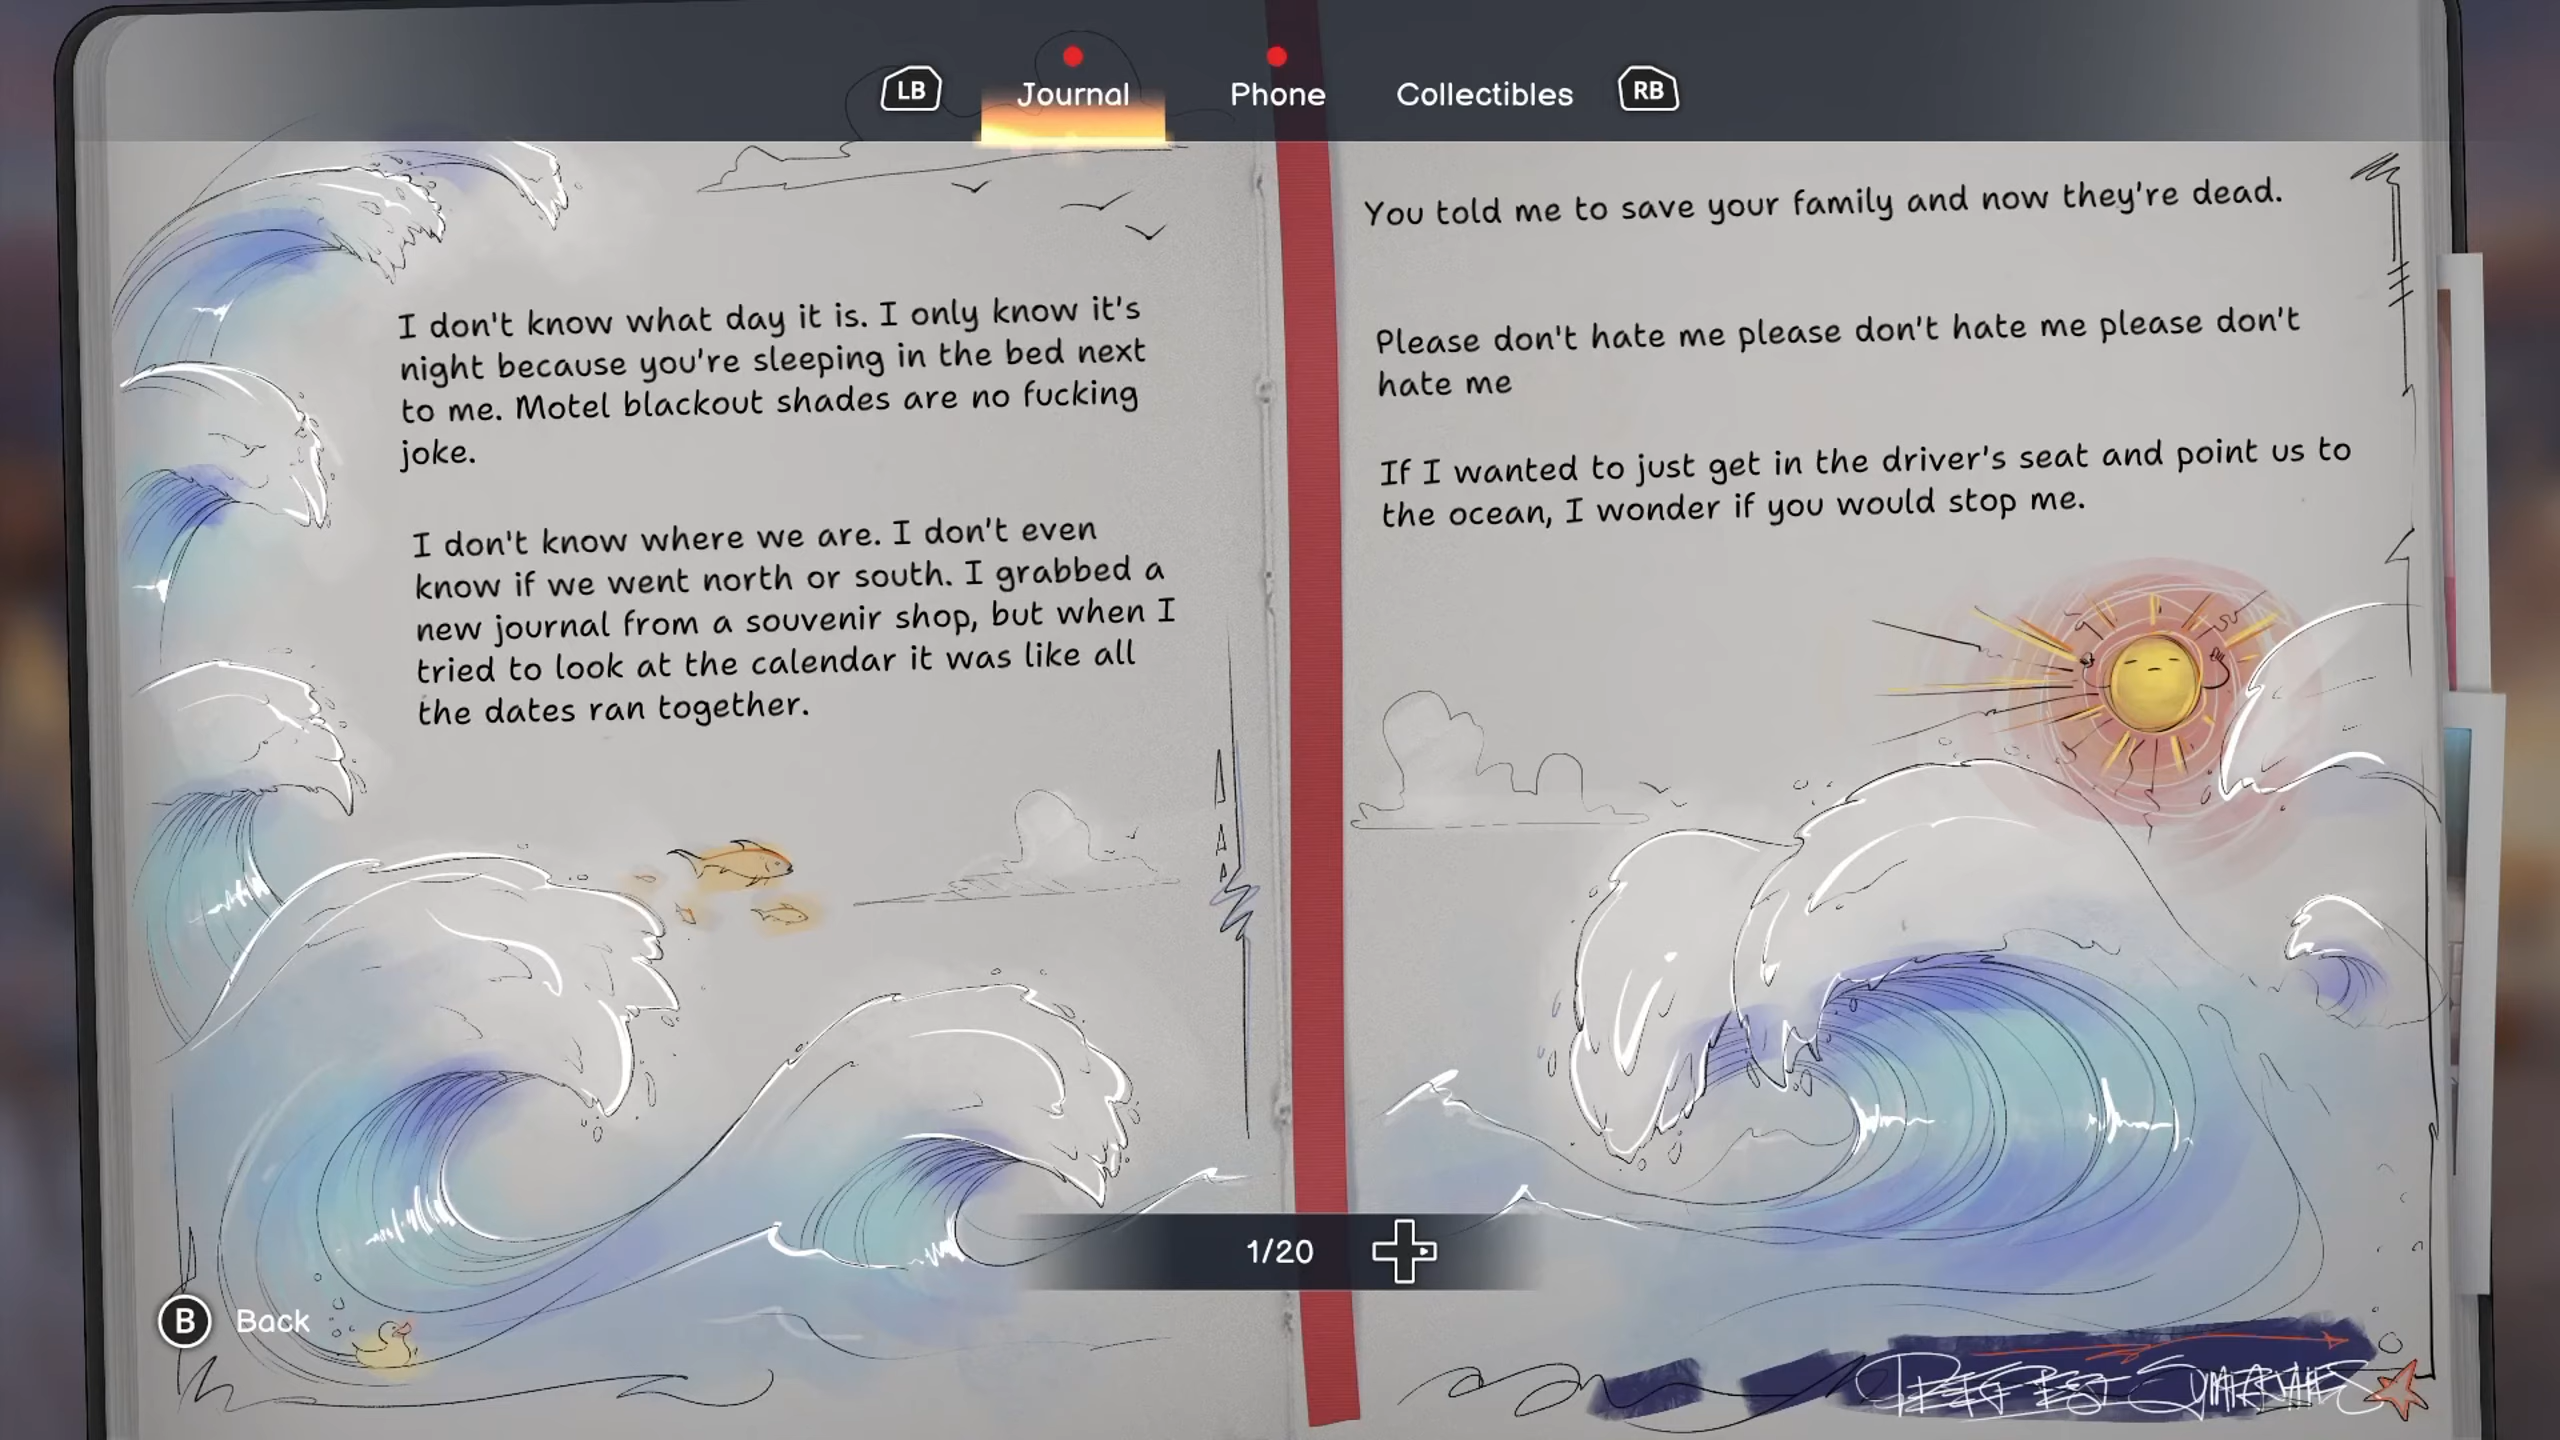 LB Journal Phone Collectibles RB
I don't know what day it is. I only know it's
night because you're sleeping in the bed next
to me. Motel blackout shades are no fucking
joke.
I don't know where we are. I don't even
know if we went north or south. I grabbed a
new journal from a souvenir shop, but when I
tried to look at the calendar it was like all
the dates ran together.
You told me to save your family and now they're dead.
Please don't hate me please don't hate me please don't
hate me
If I wanted to just get in the driver's seat and point us to
the ocean, I wonder if you would stop me.
1/20
B Back